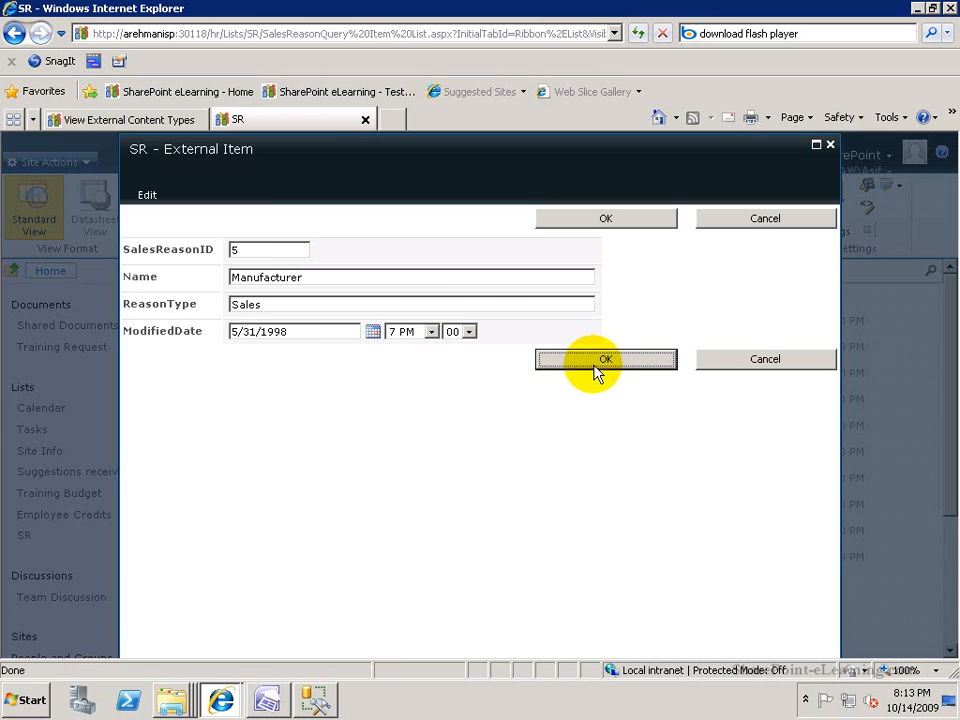 SR - Windows Internet Explorer
http://arehmanisp:30118/hr/Lists/SR/SalesReasonQuery%20Item%20List.aspx?InitialTabId=Ribbon%2EList&Visi
download flash player
SnagIt
Favorites
SharePoint eLearning - Home
SharePoint eLearning - Test...
Suggested Sites
Web Slice Gallery
View External Content Types
SR
Page
Safety
Tools
Site Actions
SR - External Item
Edit
Standard View
Datashe
View Format
OK
Cancel
Home
SalesReasonID
5
Name
Manufacturer
ReasonType
Sales
ModifiedDate
5/31/1998
7 PM
00
OK
Cancel
Documents
Shared Documents
Training Request
Lists
Calendar
Tasks
Site Info
Suggestions receiv
Training Budget
Employee Credits
SR
Discussions
Team Discussion
Sites
Done
Local intranet | Protected Mode: Off
100%
Start
8:13 PM
10/14/2009